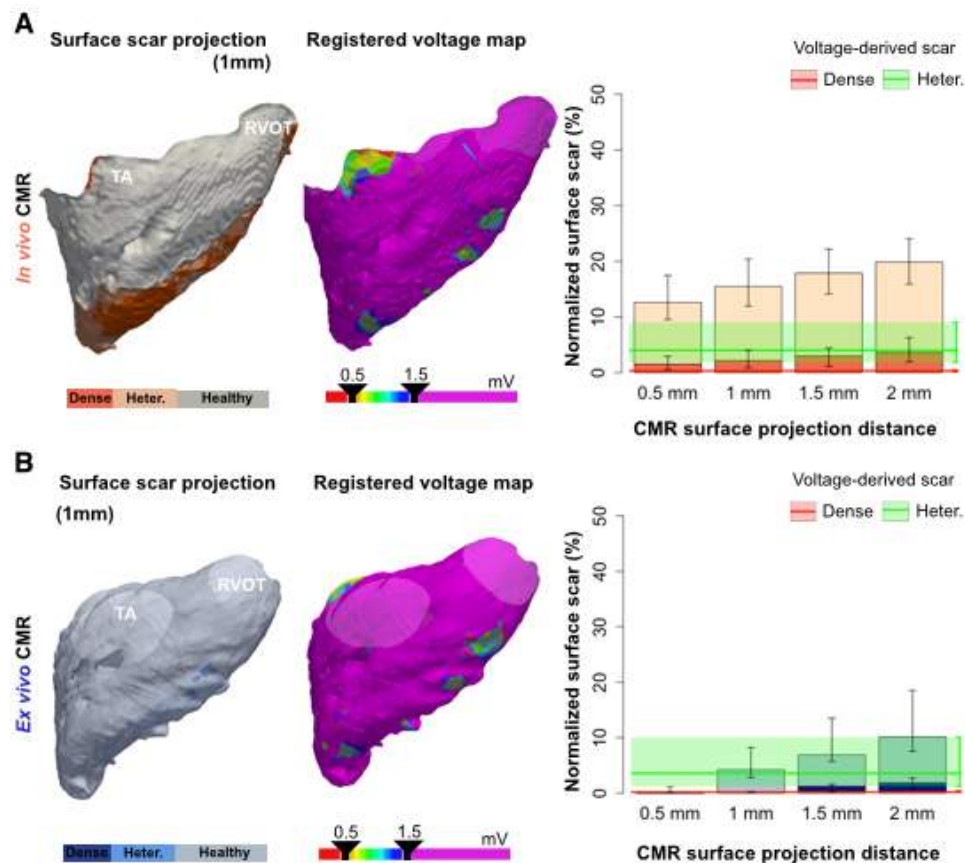 A
Surface scar projection
(1mm)
Registered voltage map
Voltage-derived scar
Dense
Heter.
In vivo CMR
TA
RVOT
Dense
Heter.
Healthy
0.5
1.5
mV
Normalized surface scar (%)
50
40
30
20
10
0
0.5 mm
1 mm
1.5 mm
2 mm
CMR surface projection distance
B
Surface scar projection
(1mm)
Registered voltage map
Voltage-derived scar
Dense
Heter.
Ex vivo CMR
TA
RVOT
Dense
Heter.
Healthy
0.5
1.5
mV
Normalized surface scar (%)
50
40
30
20
10
0
0.5 mm
1 mm
1.5 mm
2 mm
CMR surface projection distance